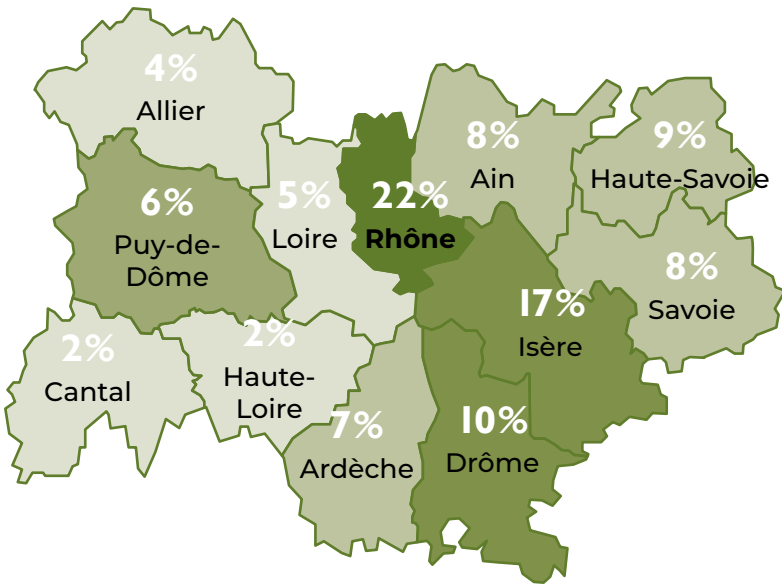 4%
Allier
8%
Ain
9%
Haute-Savoie
6%
Puy-de-
Dôme
5%
Loire
22%
Rhône
8%
Savoie
17%
Isère
2%
Cantal
2%
Haute-
Loire
7%
Ardèche
10%
Drôme